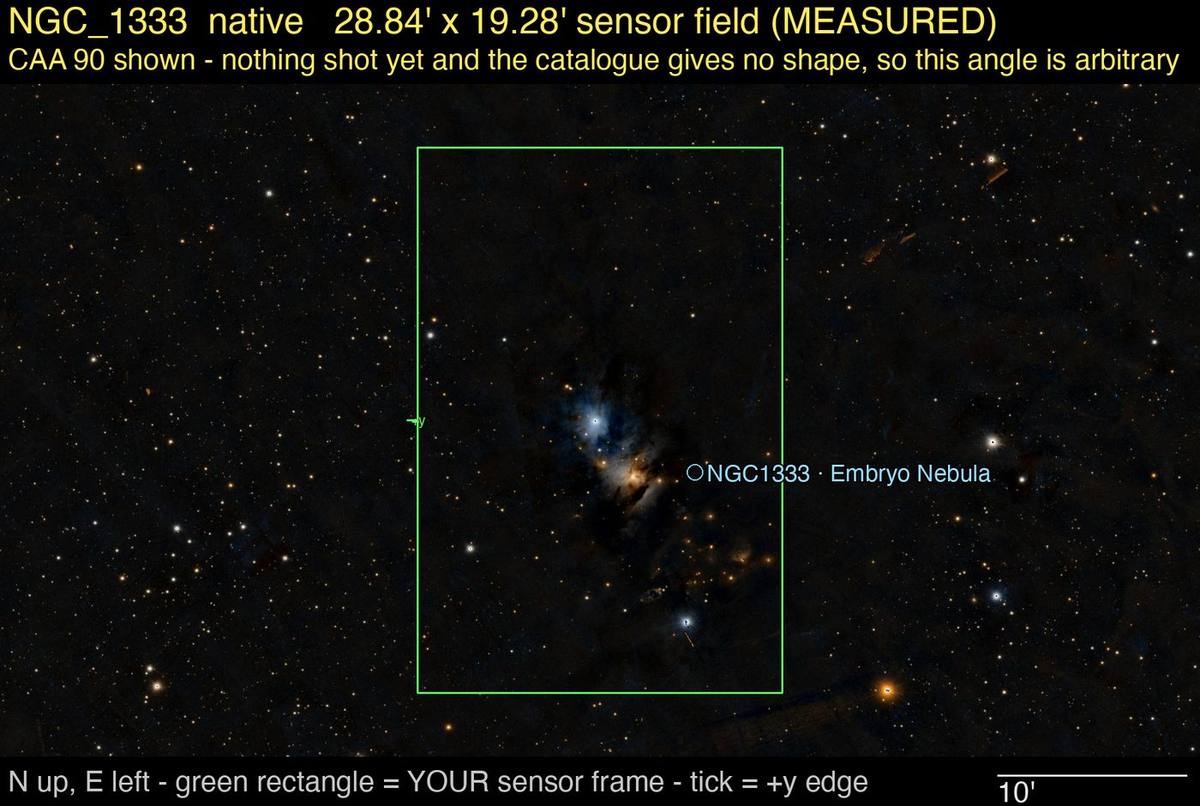 NGC_1333 native 28.84' x 19.28' sensor field (MEASURED)
CAA 90 shown - nothing shot yet and the catalogue gives no shape, so this angle is arbitrary
+y
NGC1333 · Embryo Nebula
N up, E left - green rectangle = YOUR sensor frame - tick = +y edge
10'